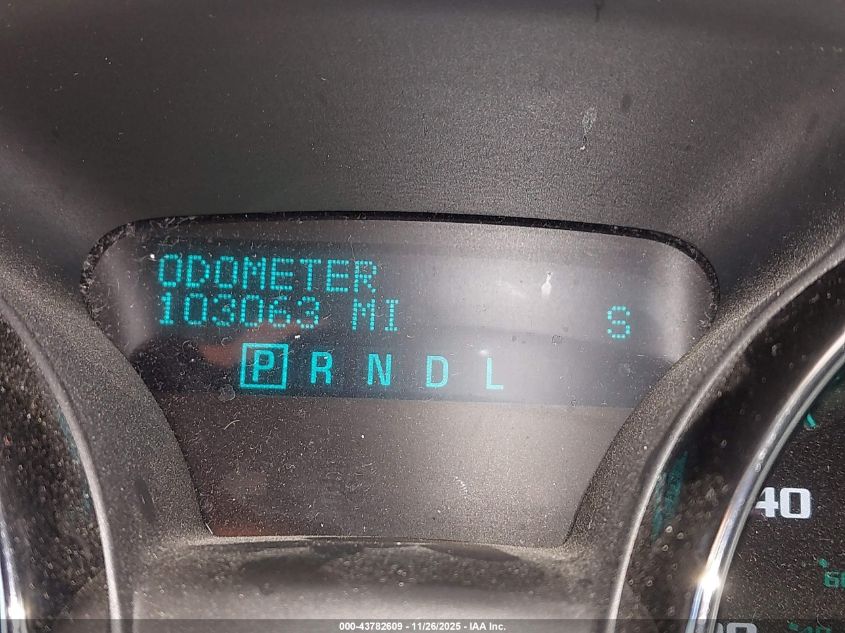 ODOMETER
103063 MI S
P R N D L
40
000-43782609 - 11/26/2025 - IAA Inc.